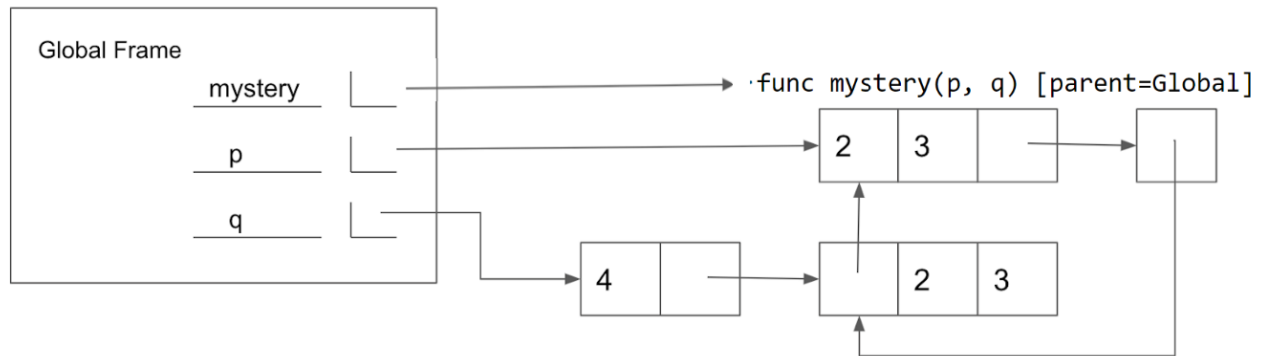 Global Frame
mystery
·func mystery(p, q) [parent=Global]
p
2 3
q
4
2 3